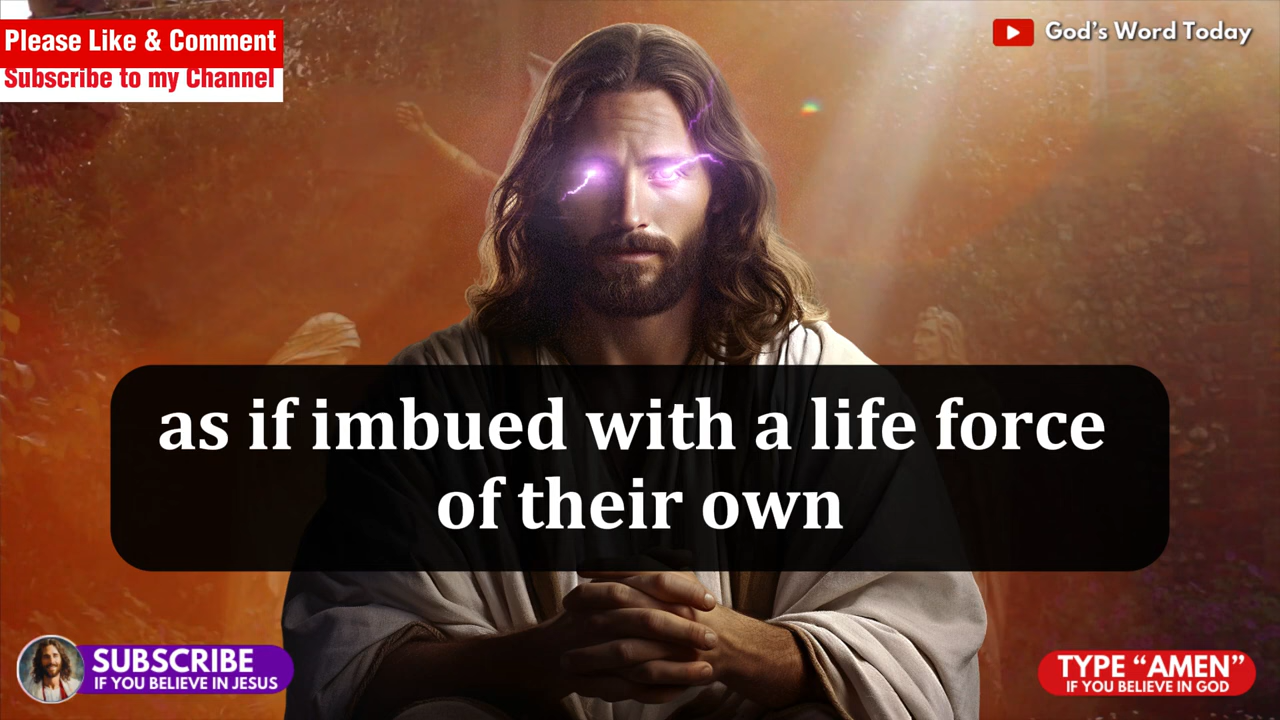 Please Like & Comment
Subscribe to my Channel
God's Word Today
as if imbued with a life force
of their own
SUBSCRIBE
IF YOU BELIEVE IN JESUS
TYPE “AMEN”
IF YOU BELIEVE IN GOD